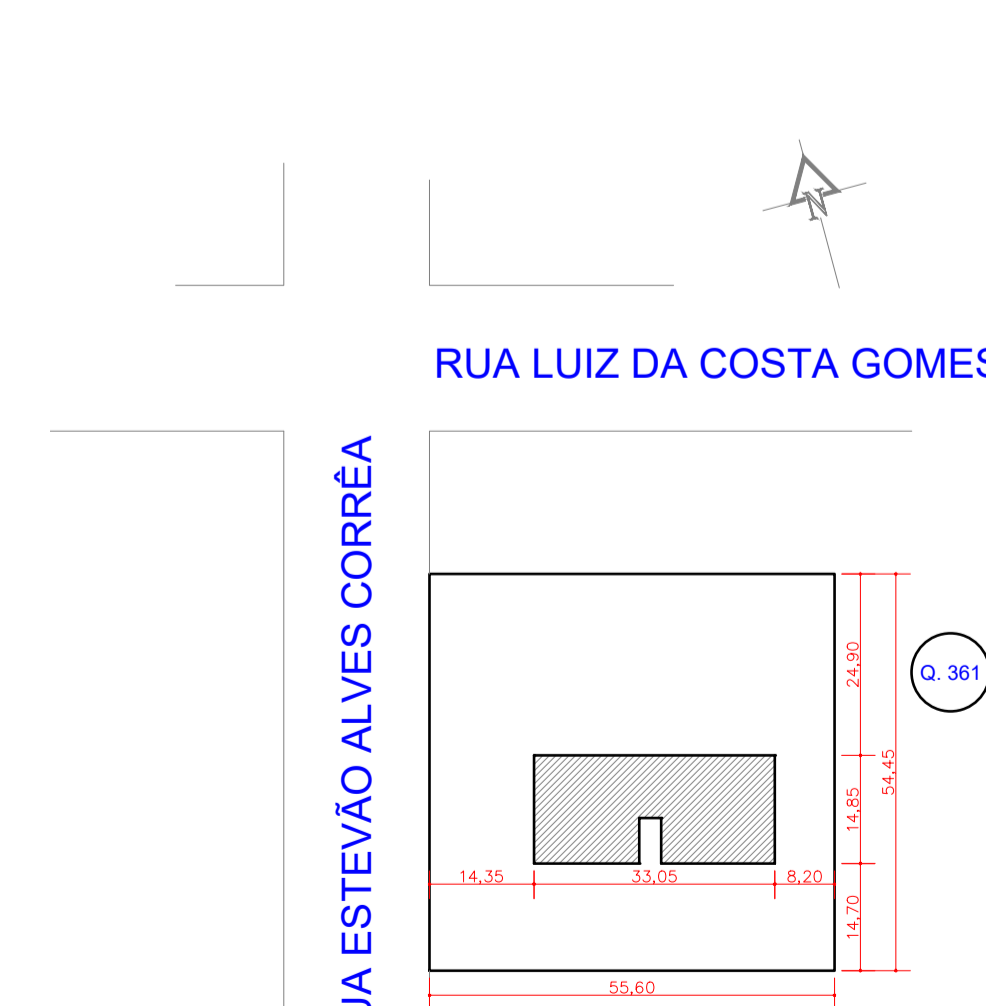 N
RUA LUIZ DA COSTA GOMES
UA ESTEVÃO ALVES CORRÊA
24,90
Q. 361
54,45
14,85
14,35
33,05
8,20
14,70
55,60